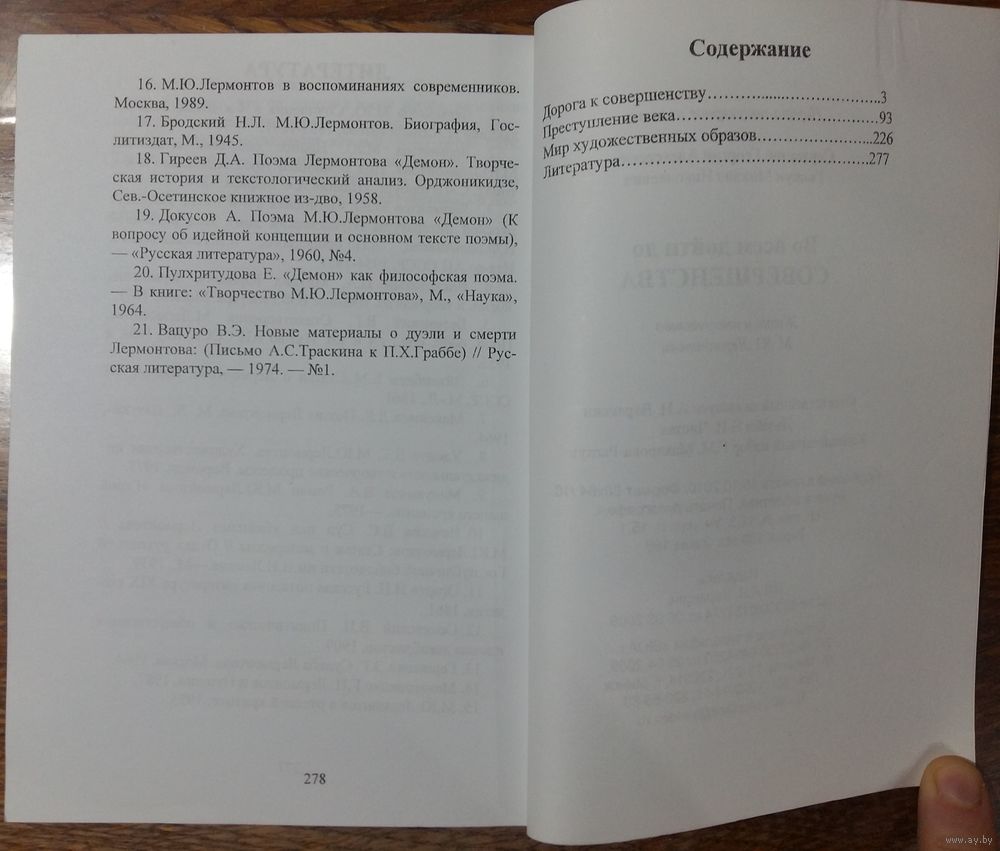 16. М.Ю.Лермонтов в воспоминаниях современников.
Москва, 1989.
17. Бродский Н.Л. М.Ю.Лермонтов. Биография, Гос-
литиздат, М., 1945.
18. Гиреев Д.А. Поэма Лермонтова «Демон». Творче-
ская история и текстологический анализ. Орджоникидзе,
Сев.-Осетинское книжное из-дво, 1958.
19. Докусов А. Поэма М.Ю.Лермонтова «Демон» (К
вопросу об идейной концепции и основном тексте поэмы),
— «Русская литература», 1960, №4.
20. Пулхритудова Е. «Демон» как философская поэма.
— В книге: «Творчество М.Ю.Лермонтова», М., «Наука»,
1964.
21. Вацуро В.Э. Новые материалы о дуэли и смерти
Лермонтова: (Письмо А.С.Траскина к П.Х.Граббе) // Рус-
ская литература, — 1974. — №1.
278
Содержание
Дорога к совершенству..............................3
Преступление века..............................93
Мир художественных образов....................226
Литература........................................277
www.ay.by